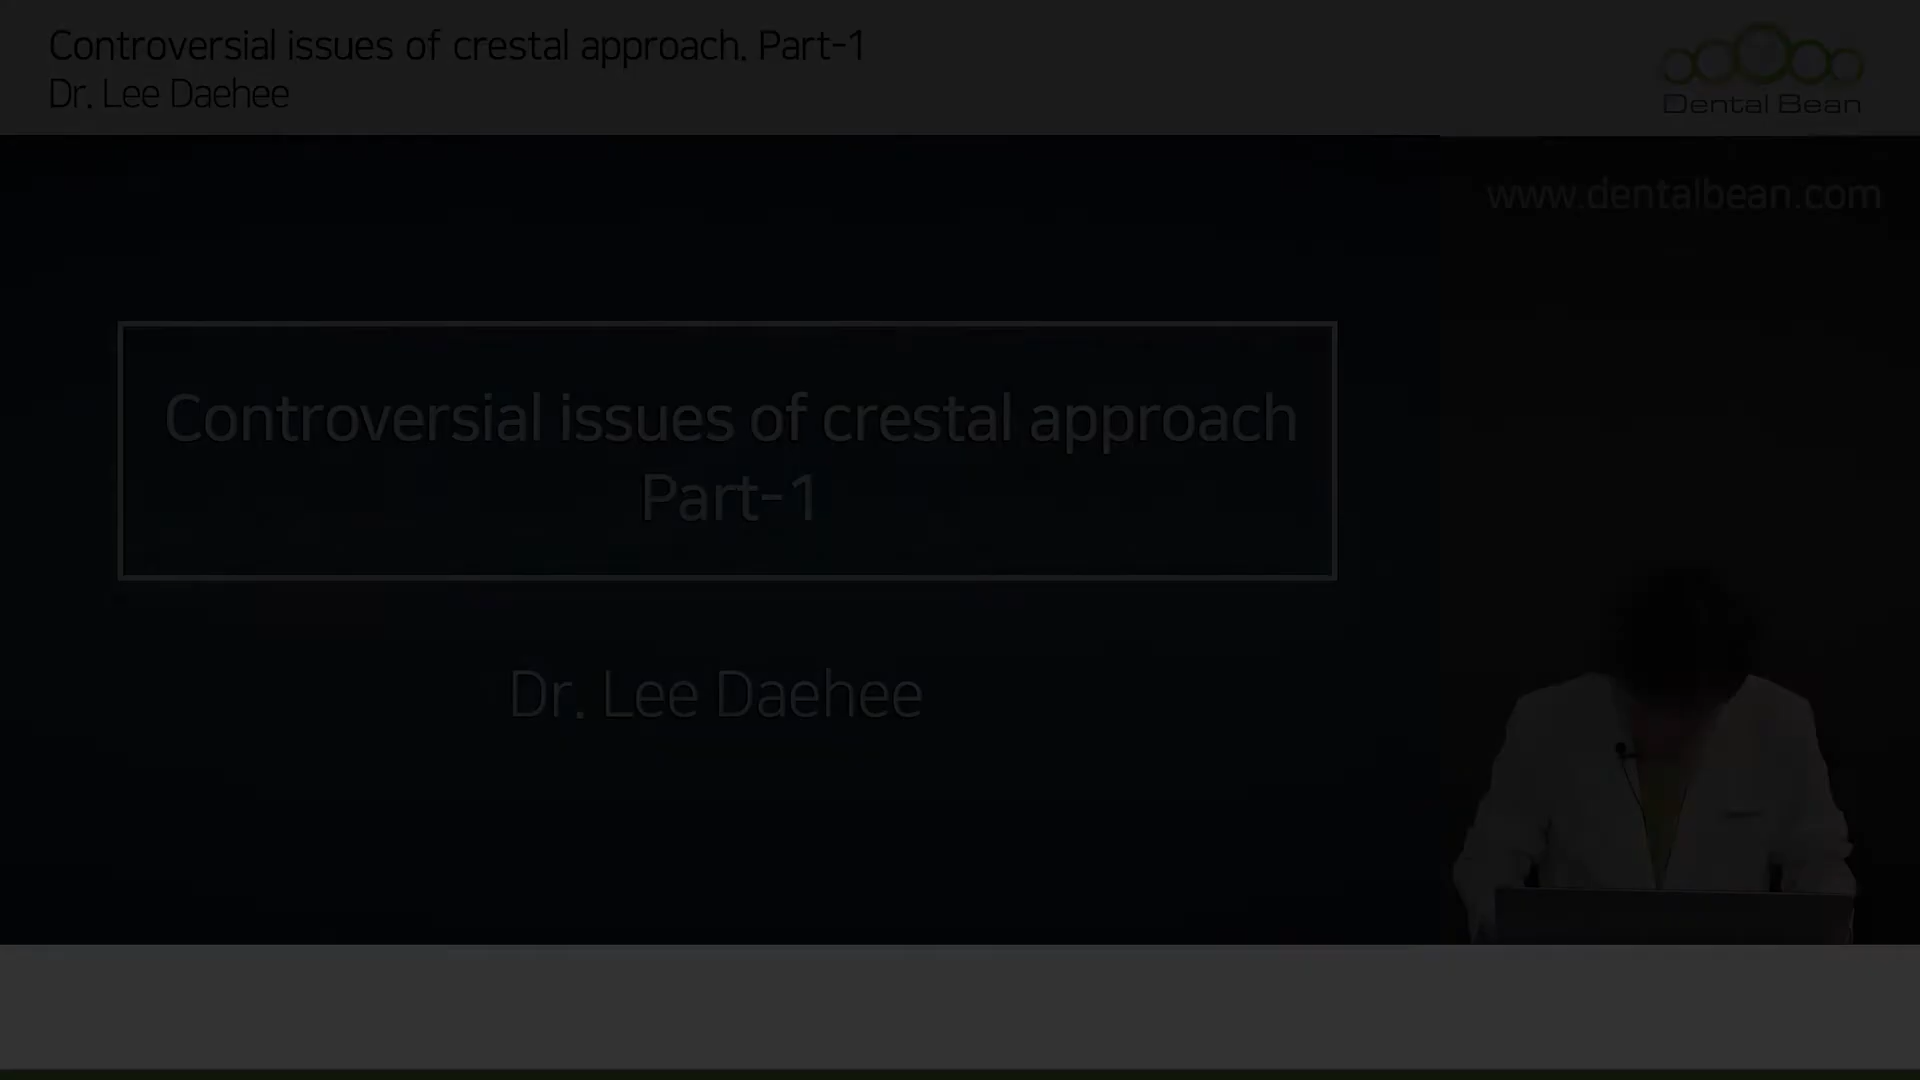 Controversial issues of crestal approach. Part-1
Dr. Lee Daehee
Dental Bean
www.dentalbean.com
Controversial issues of crestal approach
Part-1
Dr. Lee Daehee